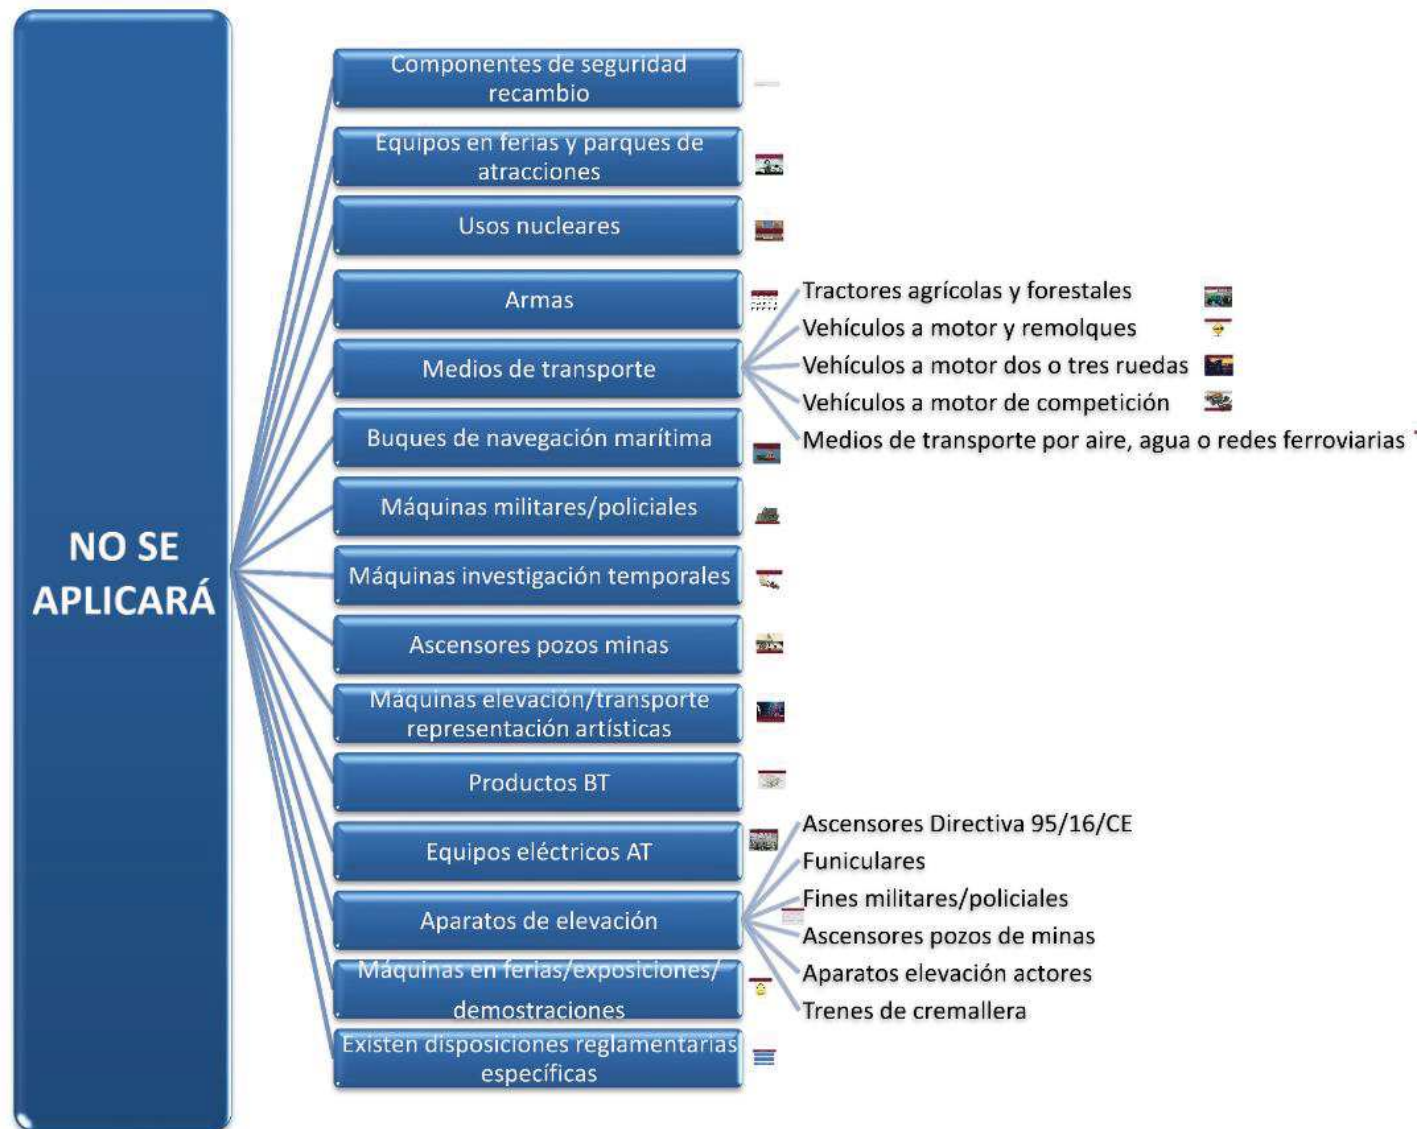 NO SE
APLICARÁ
Componentes de seguridad
recambio
Equipos en ferias y parques de
atracciones
Usos nucleares
Armas
Medios de transporte
Tractores agrícolas y forestales
Vehículos a motor y remolques
Vehículos a motor dos o tres ruedas
Vehículos a motor de competición
Medios de transporte por aire, agua o redes ferroviarias
Buques de navegación marítima
Máquinas militares/policiales
Máquinas investigación temporales
Ascensores pozos minas
Máquinas elevación/transporte
representación artísticas
Productos BT
Equipos eléctricos AT
Aparatos de elevación
Ascensores Directiva 95/16/CE
Funiculares
Fines militares/policiales
Ascensores pozos de minas
Aparatos elevación actores
Trenes de cremallera
Máquinas en ferias/exposiciones/
demostraciones
Existen disposiciones reglamentarias
específicas